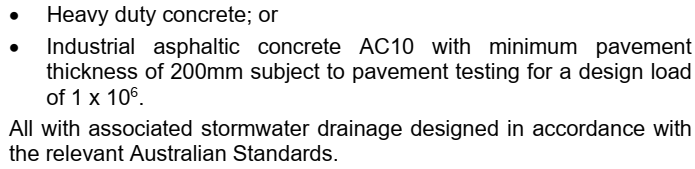 • Heavy duty concrete; or
• Industrial asphaltic concrete AC10 with minimum pavement
thickness of 200mm subject to pavement testing for a design load
of 1 x 10⁶.
All with associated stormwater drainage designed in accordance with
the relevant Australian Standards.